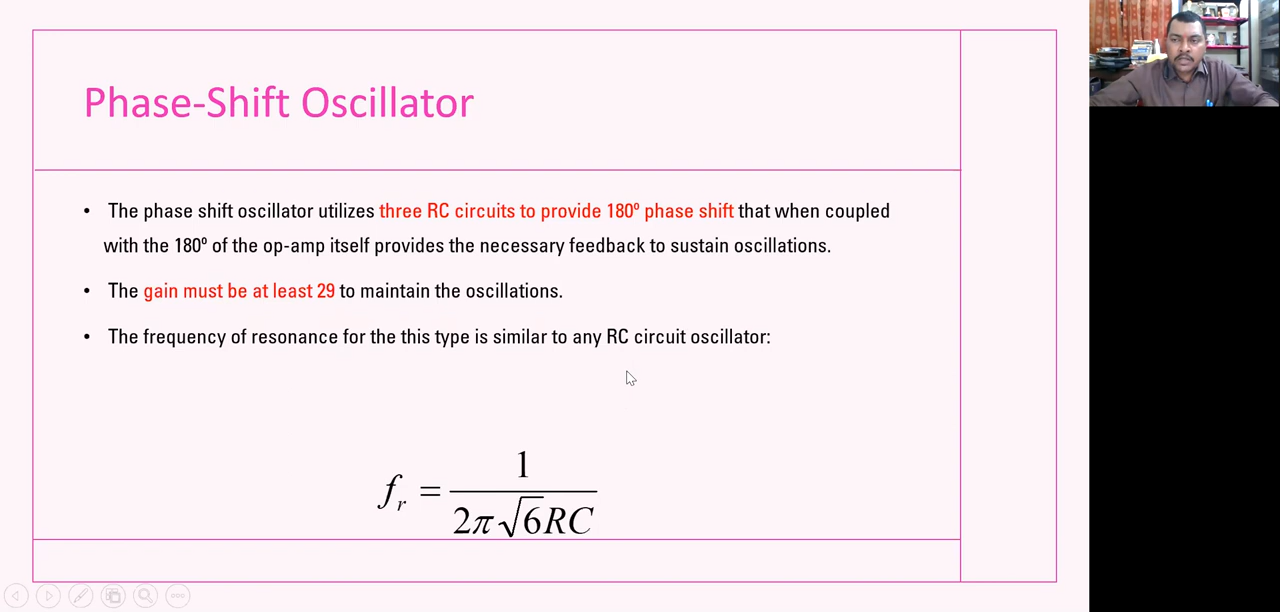 Phase-Shift Oscillator
• The phase shift oscillator utilizes three RC circuits to provide 180º phase shift that when coupled
with the 180º of the op-amp itself provides the necessary feedback to sustain oscillations.
• The gain must be at least 29 to maintain the oscillations.
• The frequency of resonance for the this type is similar to any RC circuit oscillator:
f_r = 1 / (2π√6RC)